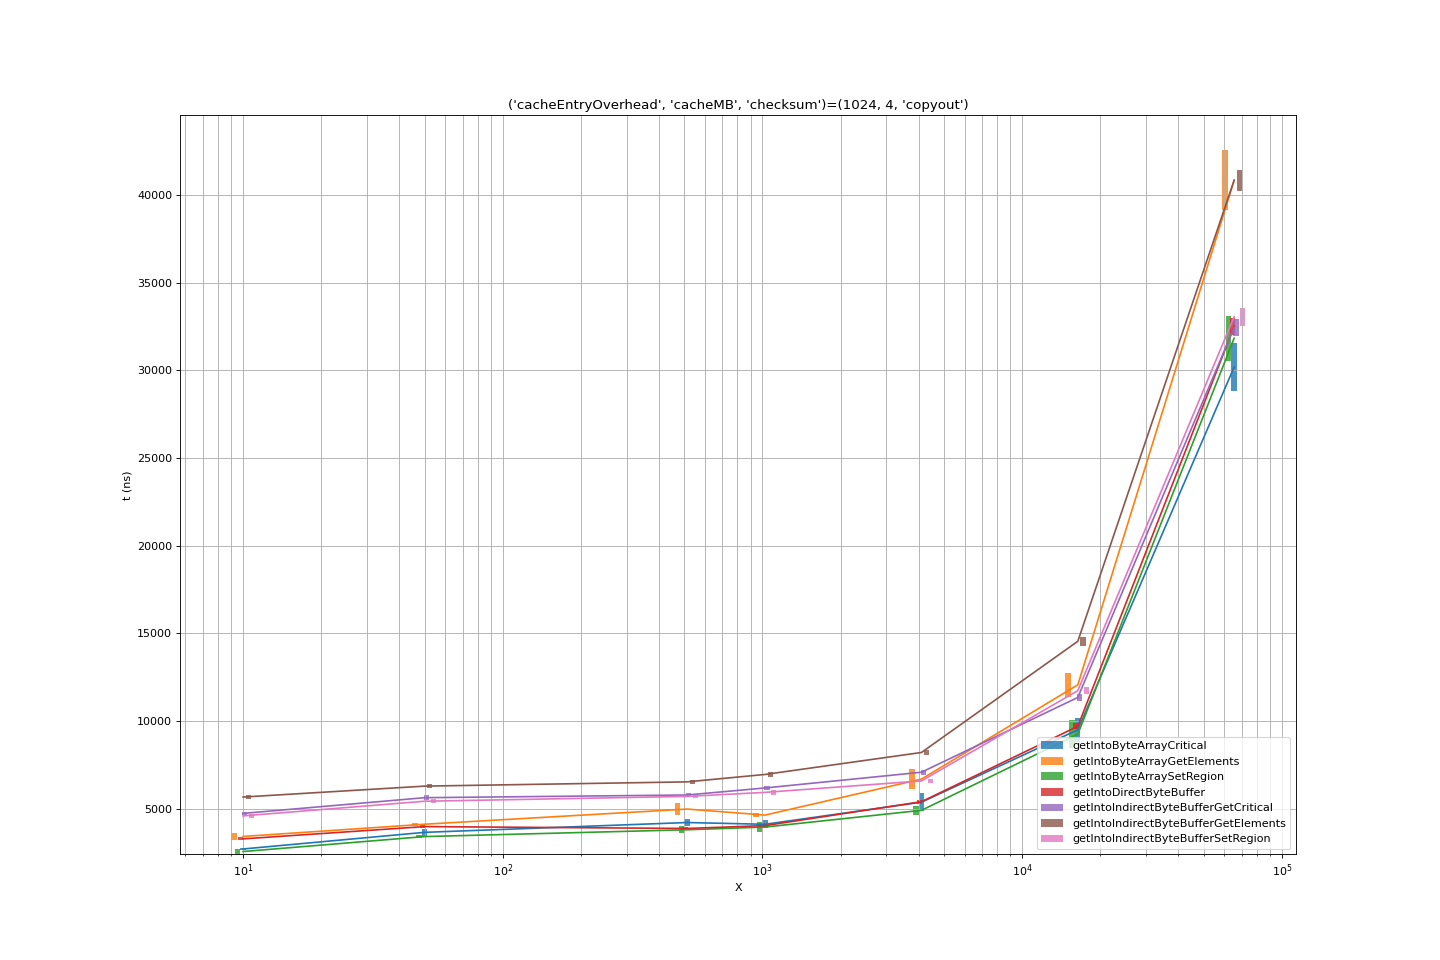 ('cacheEntryOverhead', 'cacheMB', 'checksum')=(1024, 4, 'copyout')
40000
35000
30000
25000
20000
15000
10000
5000
t (ns)
10¹
10²
10³
10⁴
10⁵
X
getIntoByteArrayCritical
getIntoByteArrayGetElements
getIntoByteArraySetRegion
getIntoDirectByteBuffer
getIntoIndirectByteBufferGetCritical
getIntoIndirectByteBufferGetElements
getIntoIndirectByteBufferSetRegion